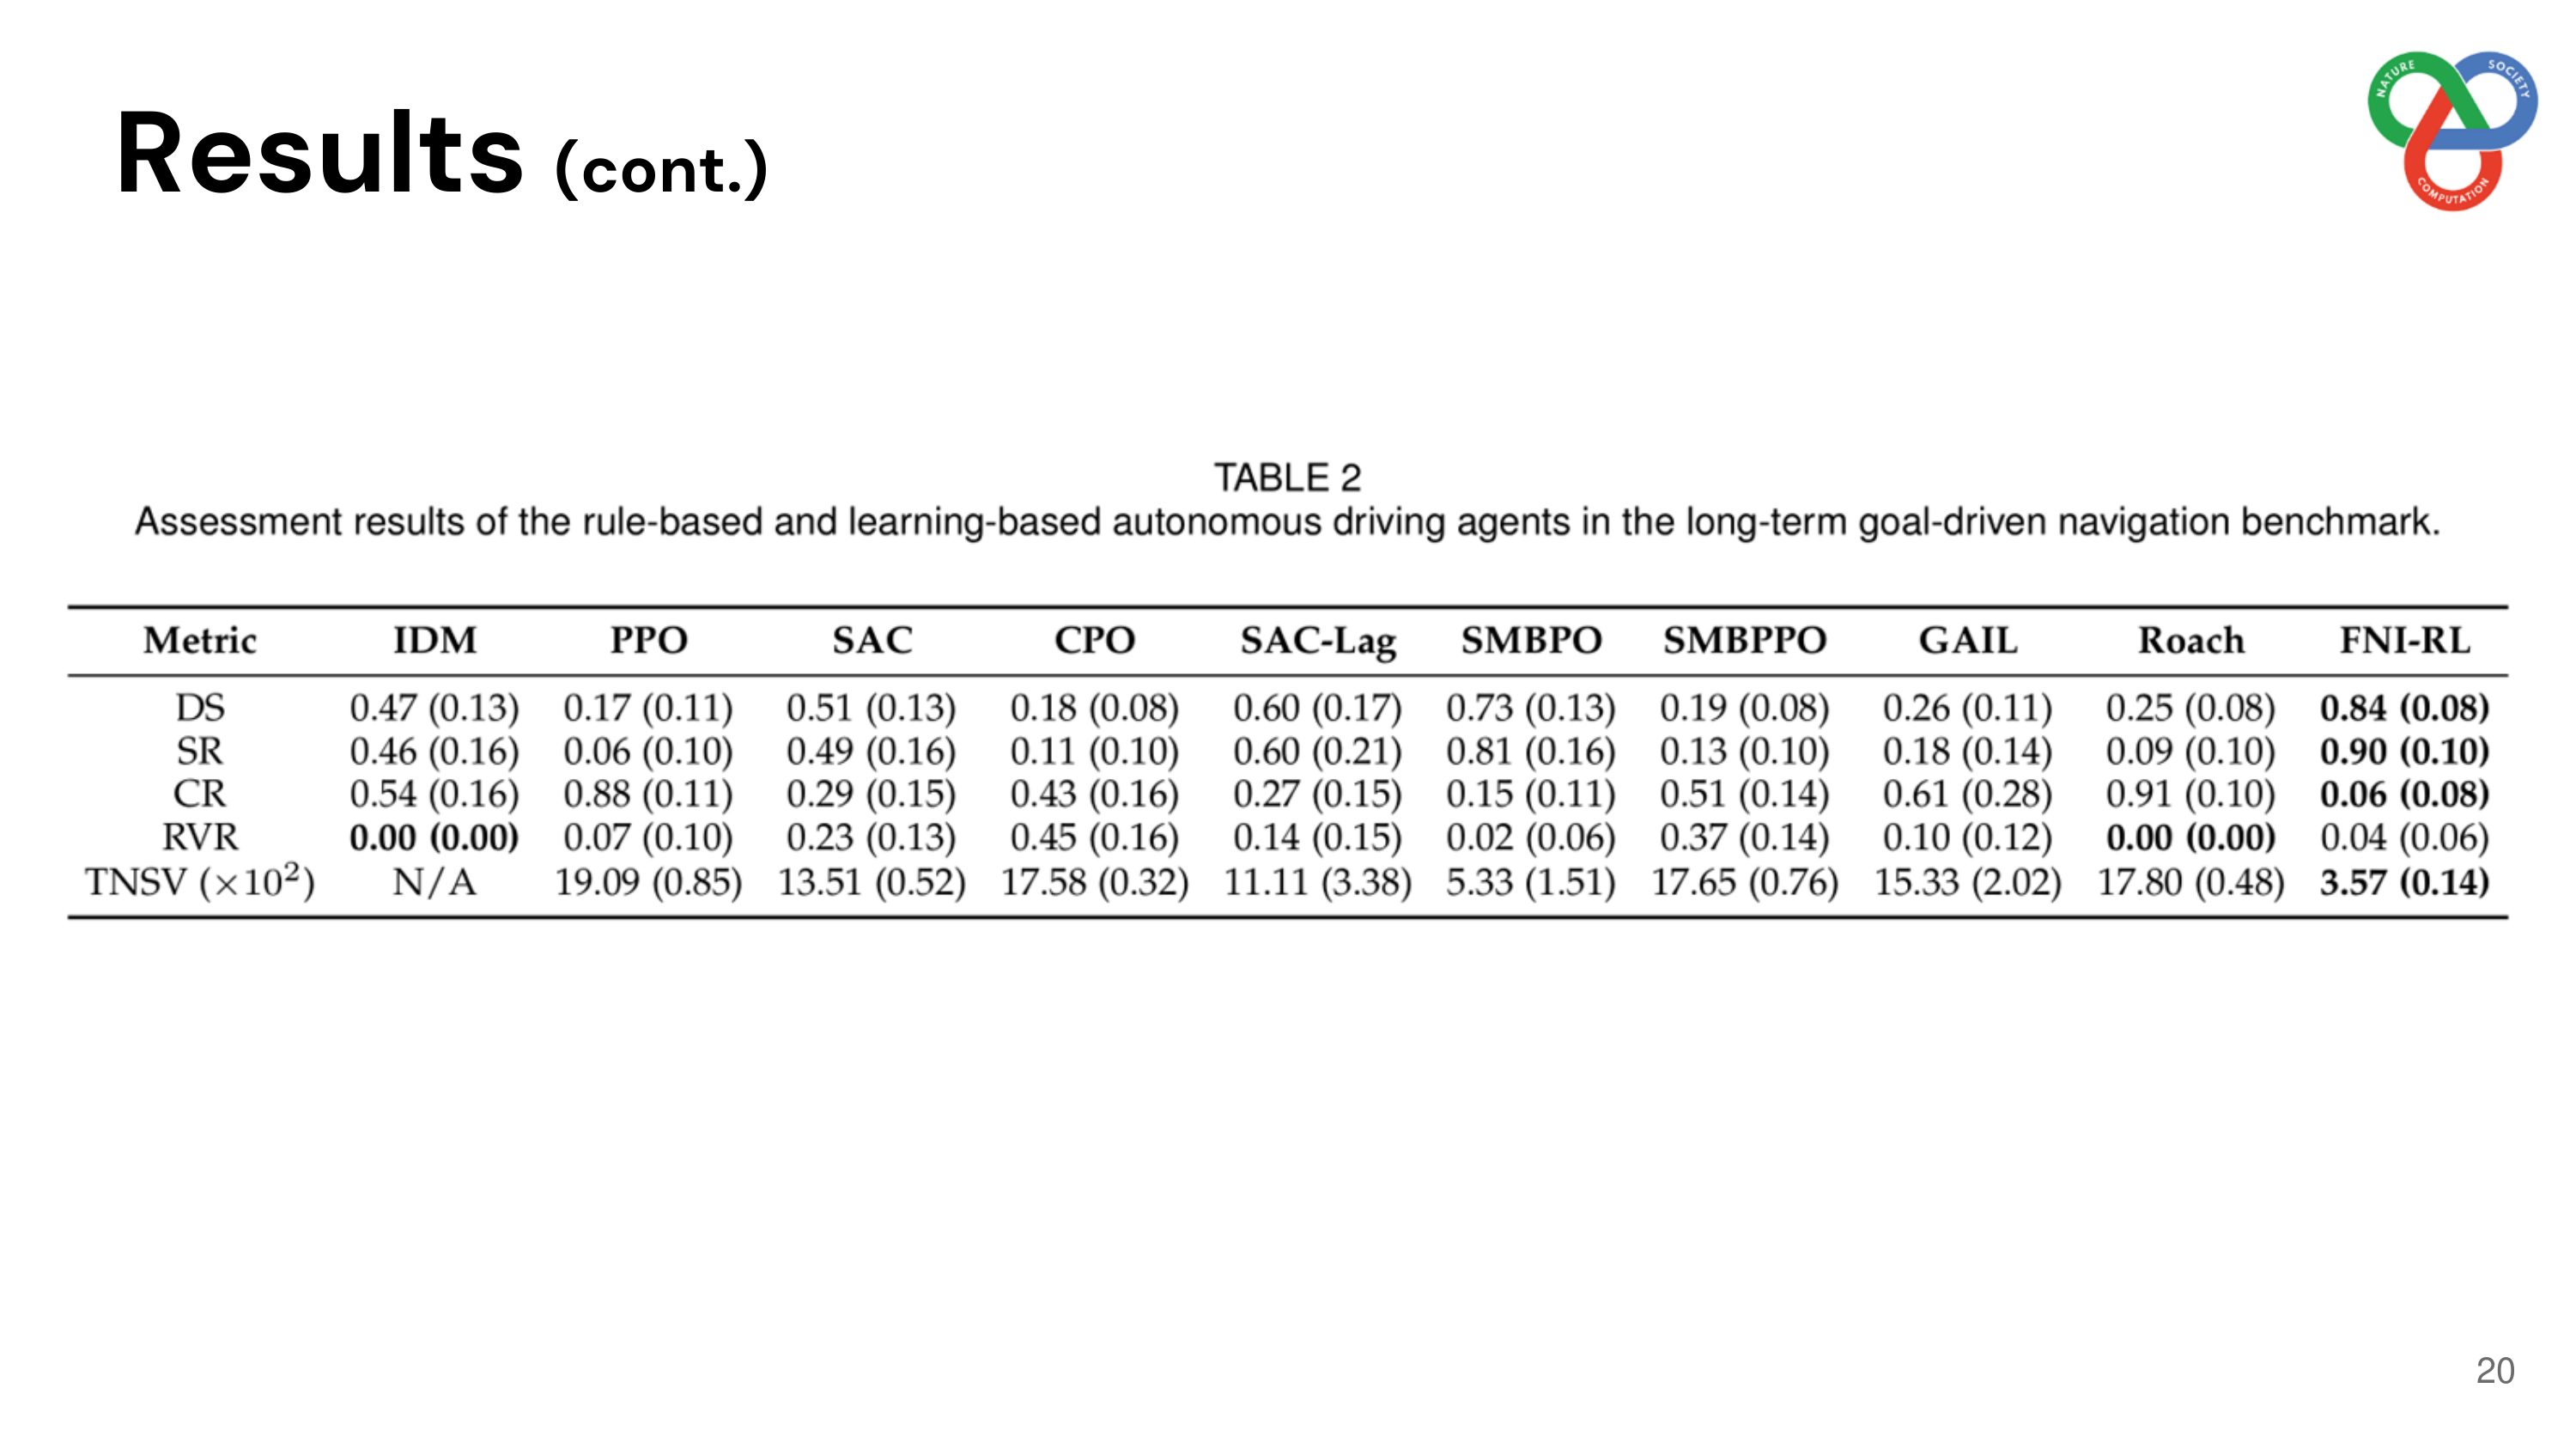 Results (cont.)
NATURE
SOCIETY
COMPUTATION
TABLE 2
Assessment results of the rule-based and learning-based autonomous driving agents in the long-term goal-driven navigation benchmark.
Metric IDM PPO SAC CPO SAC-Lag SMBPO SMBPPO GAIL Roach FNI-RL
DS 0.47 (0.13) 0.17 (0.11) 0.51 (0.13) 0.18 (0.08) 0.60 (0.17) 0.73 (0.13) 0.19 (0.08) 0.26 (0.11) 0.25 (0.08) 0.84 (0.08)
SR 0.46 (0.16) 0.06 (0.10) 0.49 (0.16) 0.11 (0.10) 0.60 (0.21) 0.81 (0.16) 0.13 (0.10) 0.18 (0.14) 0.09 (0.10) 0.90 (0.10)
CR 0.54 (0.16) 0.88 (0.11) 0.29 (0.15) 0.43 (0.16) 0.27 (0.15) 0.15 (0.11) 0.51 (0.14) 0.61 (0.28) 0.91 (0.10) 0.06 (0.08)
RVR 0.00 (0.00) 0.07 (0.10) 0.23 (0.13) 0.45 (0.16) 0.14 (0.15) 0.02 (0.06) 0.37 (0.14) 0.10 (0.12) 0.00 (0.00) 0.04 (0.06)
TNSV (×10²) N/A 19.09 (0.85) 13.51 (0.52) 17.58 (0.32) 11.11 (3.38) 5.33 (1.51) 17.65 (0.76) 15.33 (2.02) 17.80 (0.48) 3.57 (0.14)
20